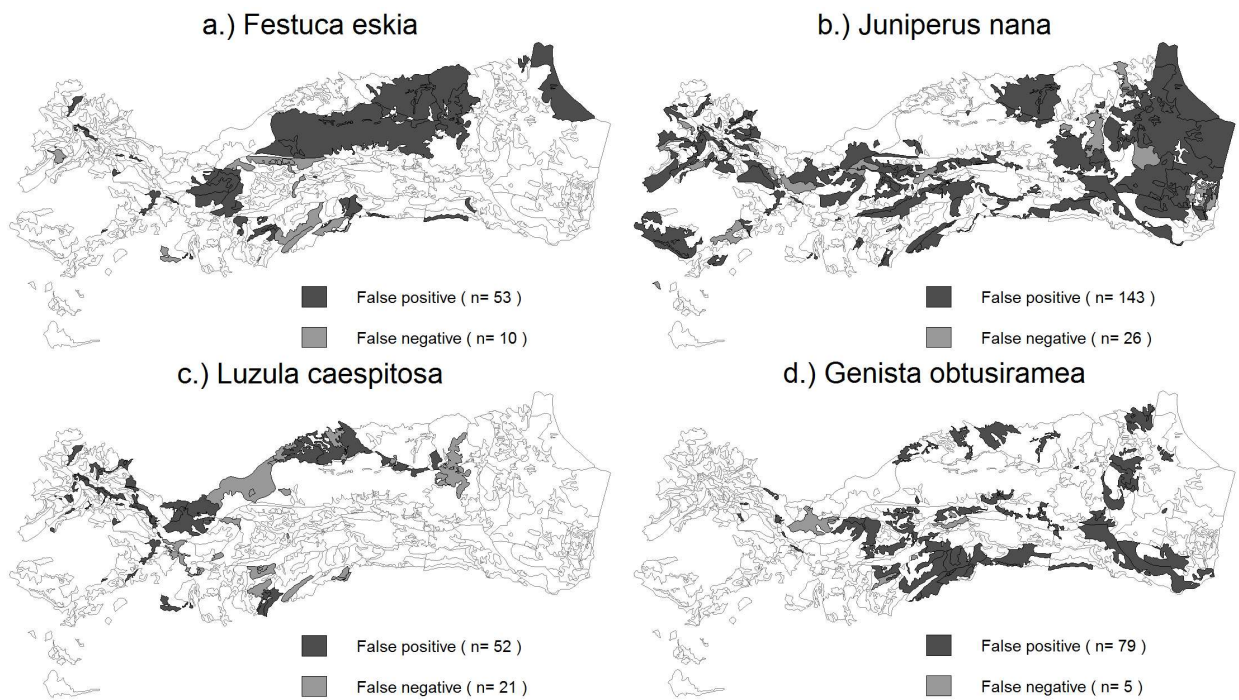 a.) Festuca eskia
b.) Juniperus nana
False positive ( n= 53 )
False negative ( n= 10 )
False positive ( n= 143 )
False negative ( n= 26 )
c.) Luzula caespitosa
d.) Genista obtusiramea
False positive ( n= 52 )
False negative ( n= 21 )
False positive ( n= 79 )
False negative ( n= 5 )